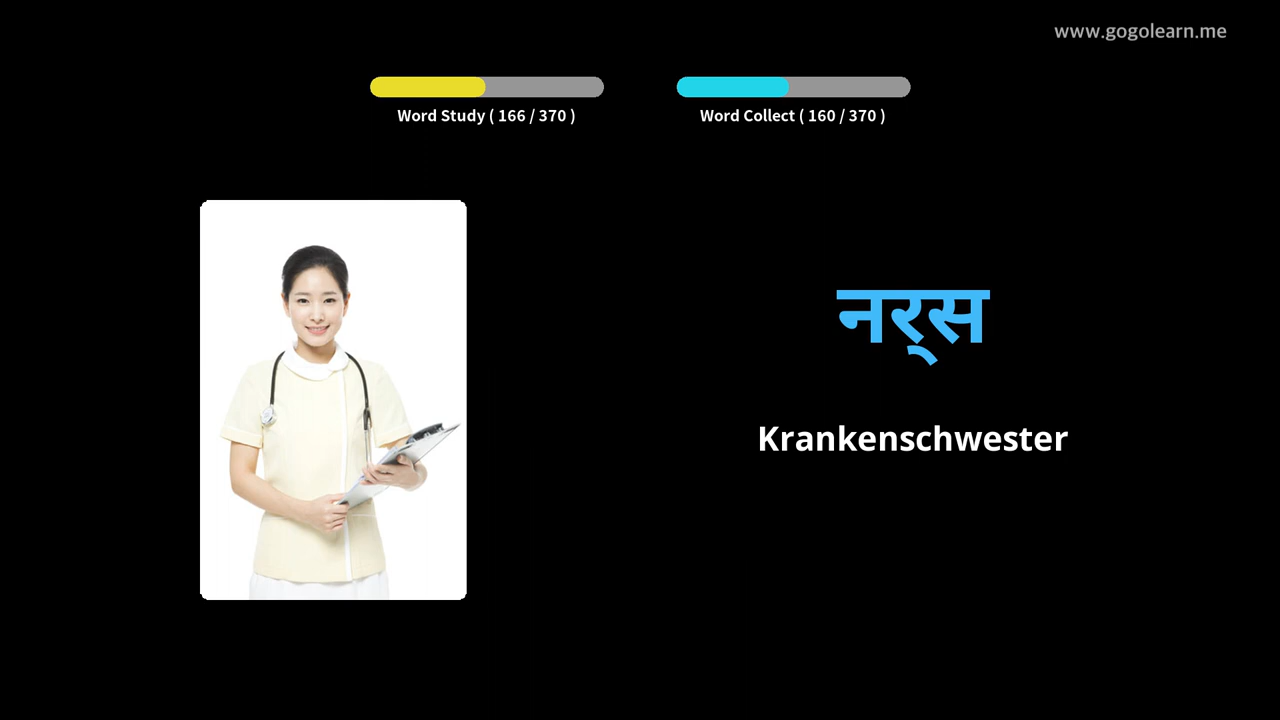 www.gogolearn.me
Word Study ( 166 / 370 )
Word Collect ( 160 / 370 )
नर्‌स
Krankenschwester